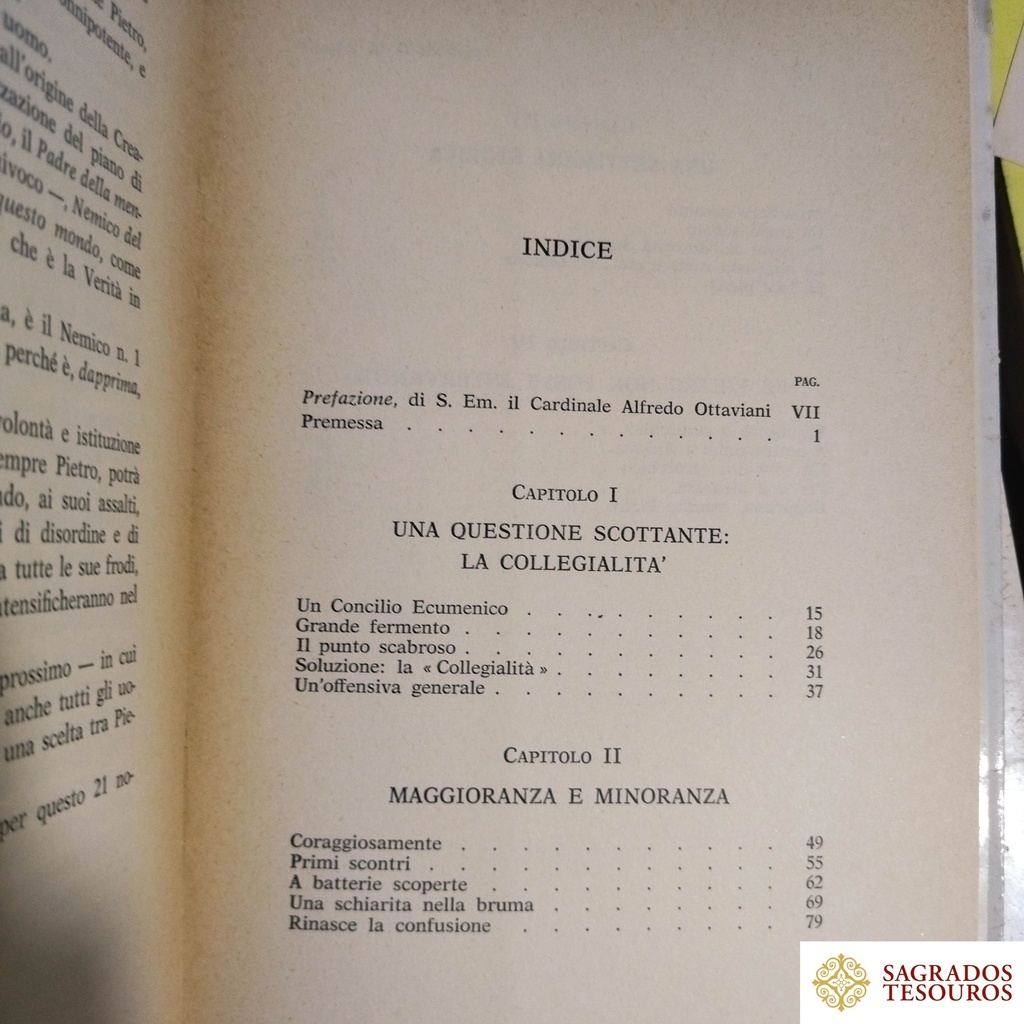 e Pietro,
onnipotente, e
uomo.
all'origine della Crea-
zazione del piano di
o, il Padre della men-
ivoco —, Nemico del
questo mondo, come
che è la Verità in
a, è il Nemico n. 1
perché è, dapprima,
volontà e istituzione
empre Pietro, potrà
ndo, ai suoi assalti,
i di disordine e di
a tutte le sue frodi,
ntensificheranno nel
prossimo — in cui
anche tutti gli uo-
una scelta tra Pie-
per questo 21 no-
INDICE
PAG.
Prefazione, di S. Em. il Cardinale Alfredo Ottaviani VII
Premessa . . . . . . . . . . . . 1
CAPITOLO I
UNA QUESTIONE SCOTTANTE:
LA COLLEGIALITA'
Un Concilio Ecumenico . . . . . . . . 15
Grande fermento . . . . . . . . . . 18
Il punto scabroso . . . . . . . . . . 26
Soluzione: la « Collegialità » . . . . . . . 31
Un'offensiva generale . . . . . . . . . 37
CAPITOLO II
MAGGIORANZA E MINORANZA
Coraggiosamente . . . . . . . . . . 49
Primi scontri . . . . . . . . . . . 55
A batterie scoperte . . . . . . . . . 62
Una schiarita nella bruma . . . . . . . 69
Rinasce la confusione . . . . . . . . 79
SAGRADOS
TESOUROS